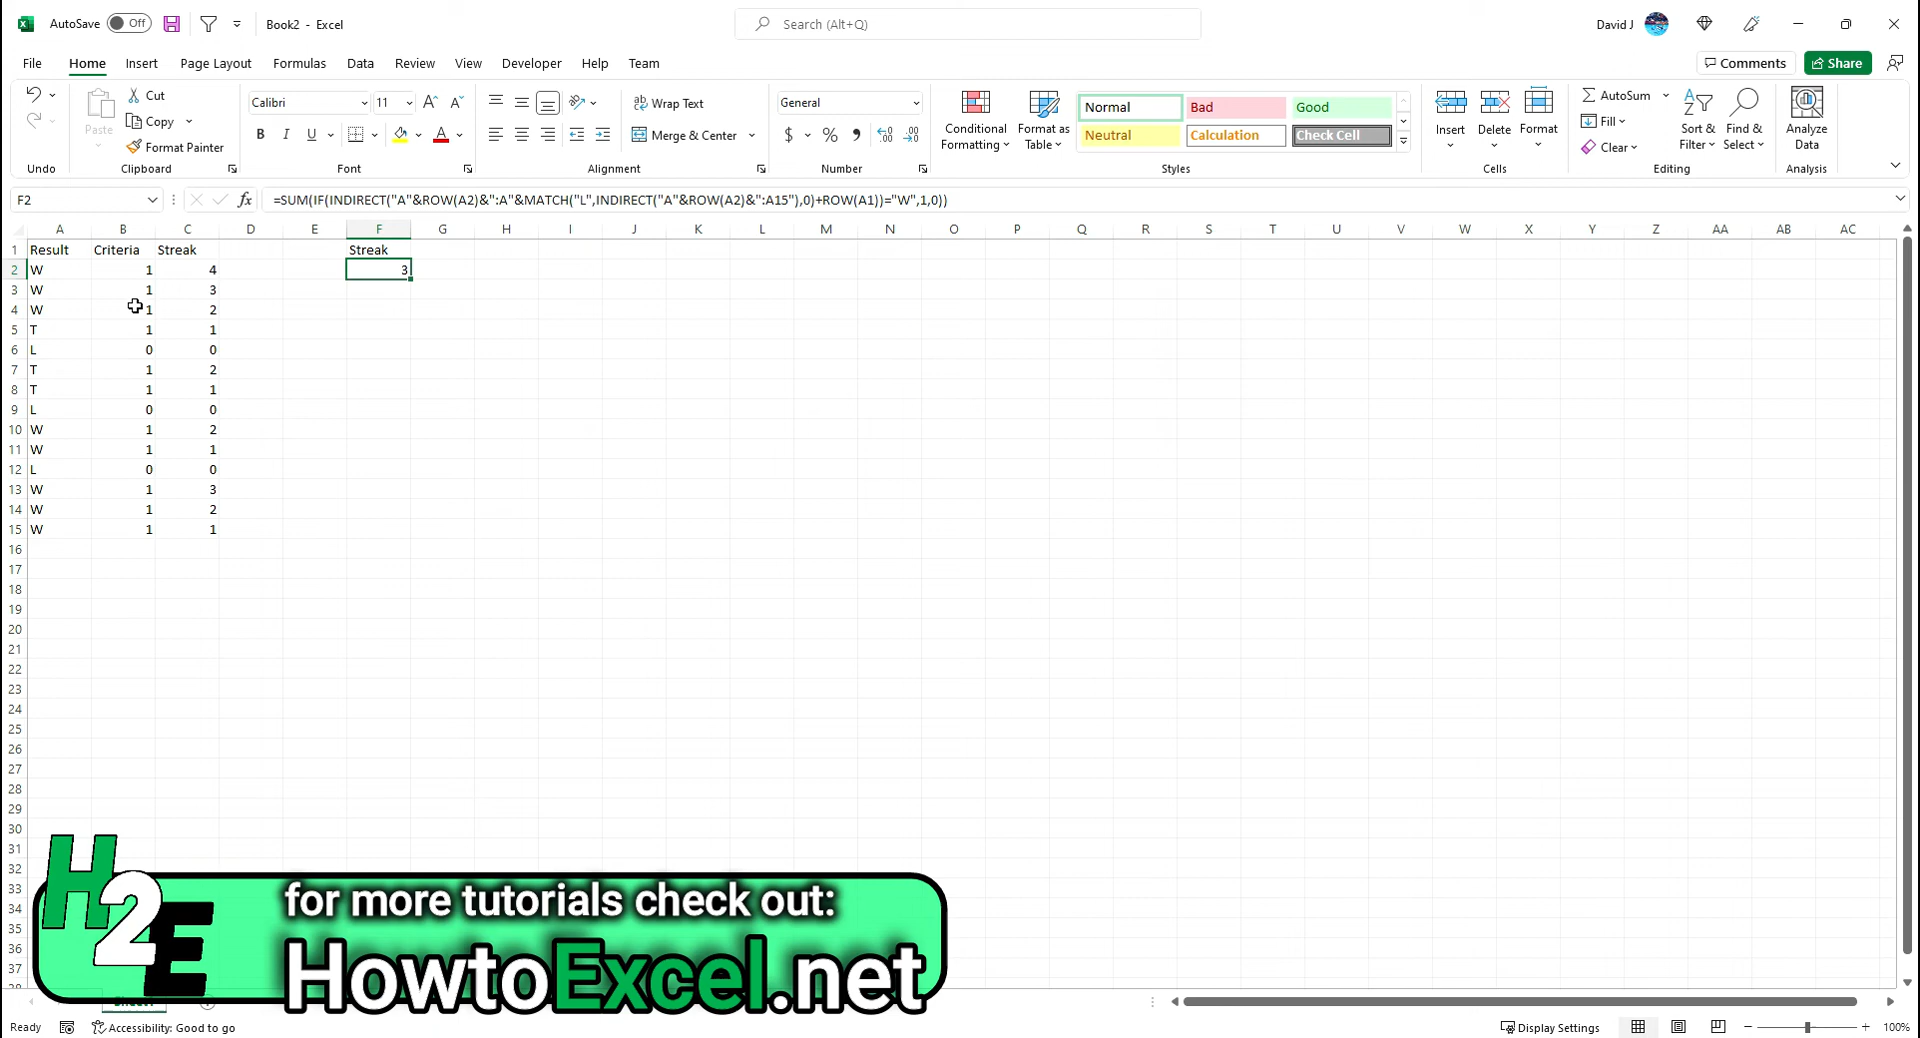 AutoSave Off Book2 - Excel Search (Alt+Q) David J
File Home Insert Page Layout Formulas Data Review View Developer Help Team Comments Share
Paste Cut Copy Format Painter
Calibri 11 B I U A
ab Wrap Text Merge & Center
General $ % 9
Conditional Formatting Format as Table
Normal Bad Good
Neutral Calculation Check Cell
Insert Delete Format
AutoSum Fill Clear
Sort & Filter Find & Select Analyze Data
Undo Clipboard Font Alignment Number Styles Cells Editing Analysis
F2 fx =SUM(IF(INDIRECT("A"&ROW(A2)&":A"&MATCH("L",INDIRECT("A"&ROW(A2)&":A15"),0)+ROW(A1))="W",1,0))
A B C D E F G H I J K L M N O P Q R S T U V W X Y Z AA AB AC
1 Result Criteria Streak Streak
2 W 1 4 3
3 W 1 3
4 W 1 2
5 T 1 1
6 L 0 0
7 T 1 2
8 T 1 1
9 L 0 0
10 W 1 2
11 W 1 1
12 L 0 0
13 W 1 3
14 W 1 2
15 W 1 1
16
17
18
19
20
21
22
23
24
25
26
27
28
29
30
31
32
33
34
35
36
37
H2E
for more tutorials check out:
HowtoExcel.net
Ready Accessibility: Good to go Display Settings 100%